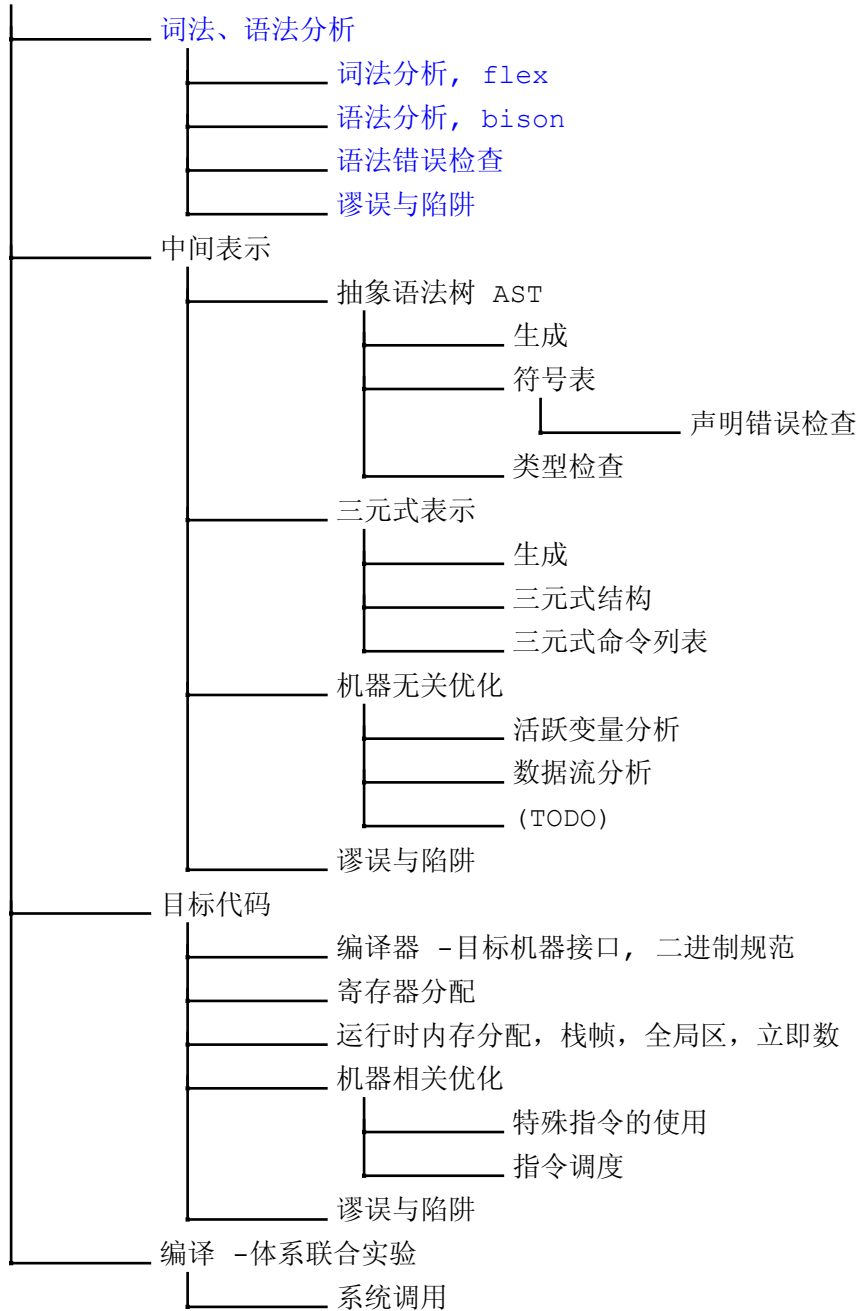 词法、语法分析
词法分析, flex
语法分析, bison
语法错误检查
谬误与陷阱
中间表示
抽象语法树 AST
生成
符号表
声明错误检查
类型检查
三元式表示
生成
三元式结构
三元式命令列表
机器无关优化
活跃变量分析
数据流分析
(TODO)
谬误与陷阱
目标代码
编译器 -目标机器接口, 二进制规范
寄存器分配
运行时内存分配，栈帧，全局区，立即数
机器相关优化
特殊指令的使用
指令调度
谬误与陷阱
编译 -体系联合实验
系统调用